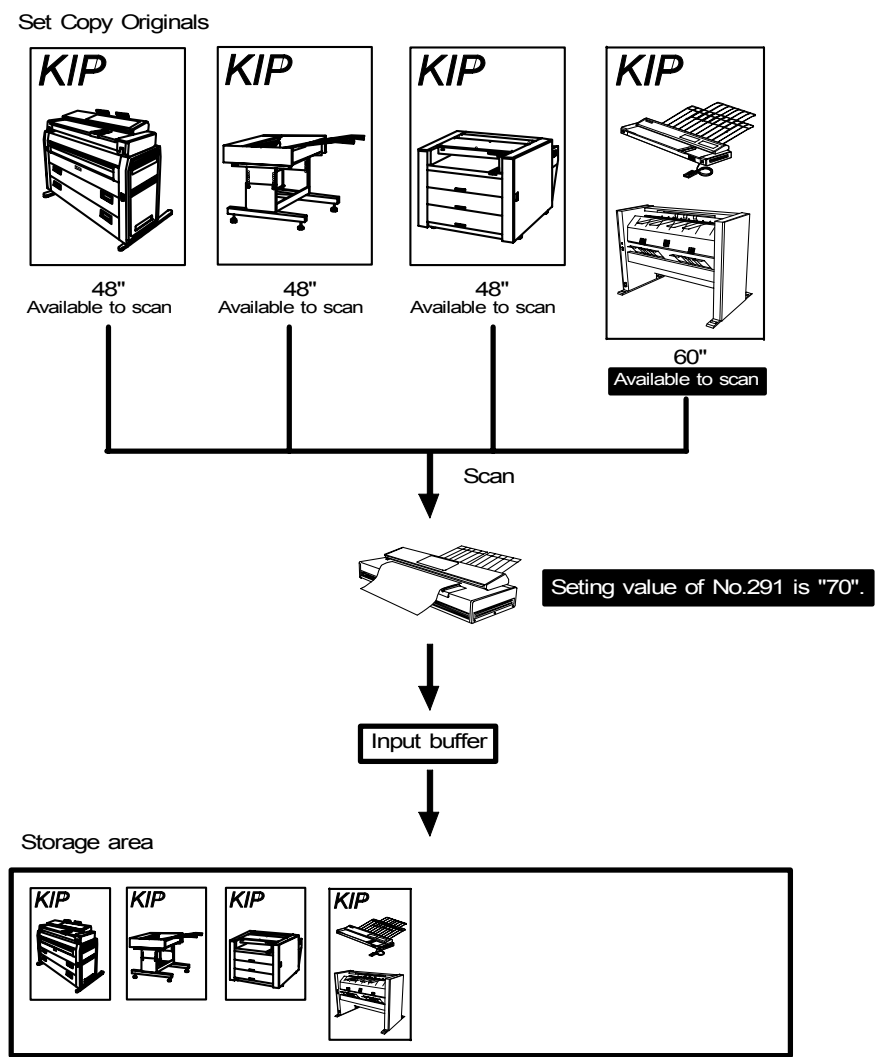 Set Copy Originals
KIP KIP KIP KIP
48" 48" 48"
Available to scan Available to scan Available to scan
60"
Available to scan
Scan
Seting value of No.291 is "70".
Input buffer
Storage area
KIP KIP KIP KIP